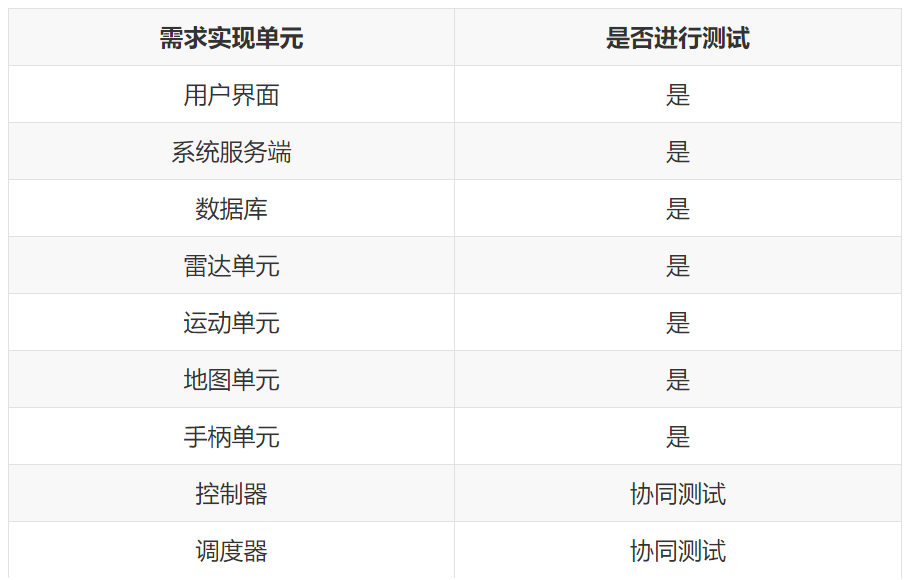 需求实现单元 是否进行测试
用户界面 是
系统服务端 是
数据库 是
雷达单元 是
运动单元 是
地图单元 是
手柄单元 是
控制器 协同测试
调度器 协同测试